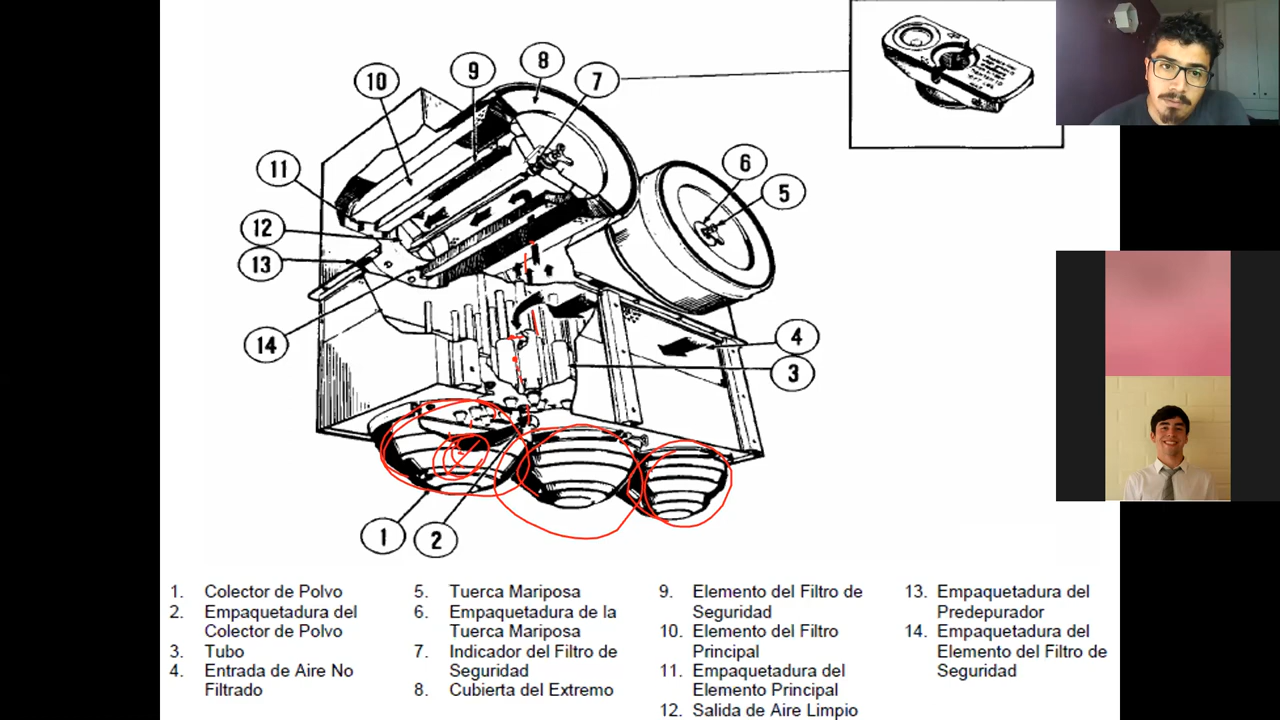 8
9
7
10
6
5
11
12
13
14
4
3
1
2
1. Colector de Polvo
2. Empaquetadura del
Colector de Polvo
3. Tubo
4. Entrada de Aire No
Filtrado
5. Tuerca Mariposa
6. Empaquetadura de la
Tuerca Mariposa
7. Indicador del Filtro de
Seguridad
8. Cubierta del Extremo
9. Elemento del Filtro de
Seguridad
10. Elemento del Filtro
Principal
11. Empaquetadura del
Elemento Principal
12. Salida de Aire Limpio
13. Empaquetadura del
Predepurador
14. Empaquetadura del
Elemento del Filtro de
Seguridad